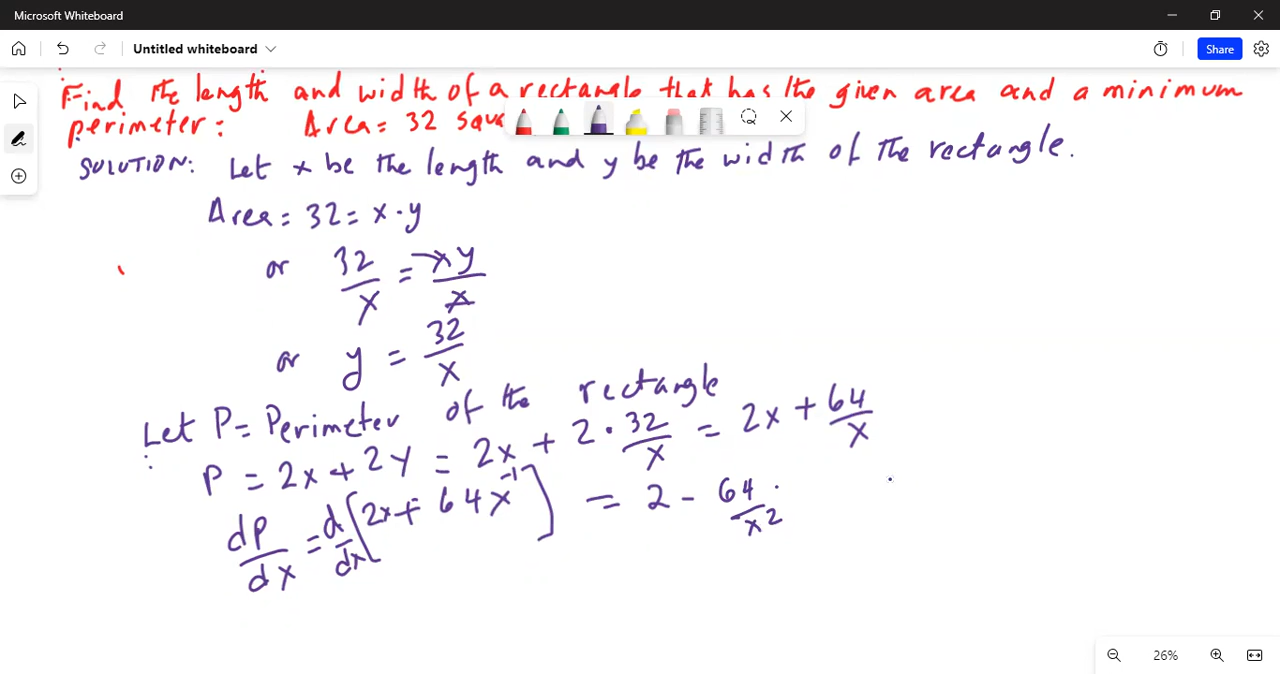 Microsoft Whiteboard
Untitled whiteboard
Share
Find the length and width of a rectangle that has the given area and a minimum
perimeter: Area = 32 squa
SOLUTION: Let x be the length and y be the width of the rectangle.
Area = 32 = x · y
or 32/x = xy/x
or y = 32/x
Let P = Perimeter of the rectangle
: P = 2x + 2y = 2x + 2 · 32/x = 2x + 64/x
dP/dx = d/dx [2x + 64x⁻¹] = 2 - 64/x2
26%